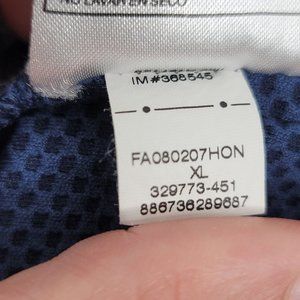 NO LAVAR EN SECO
IM #368545
FA080207HON
XL
329773-451
886736289687